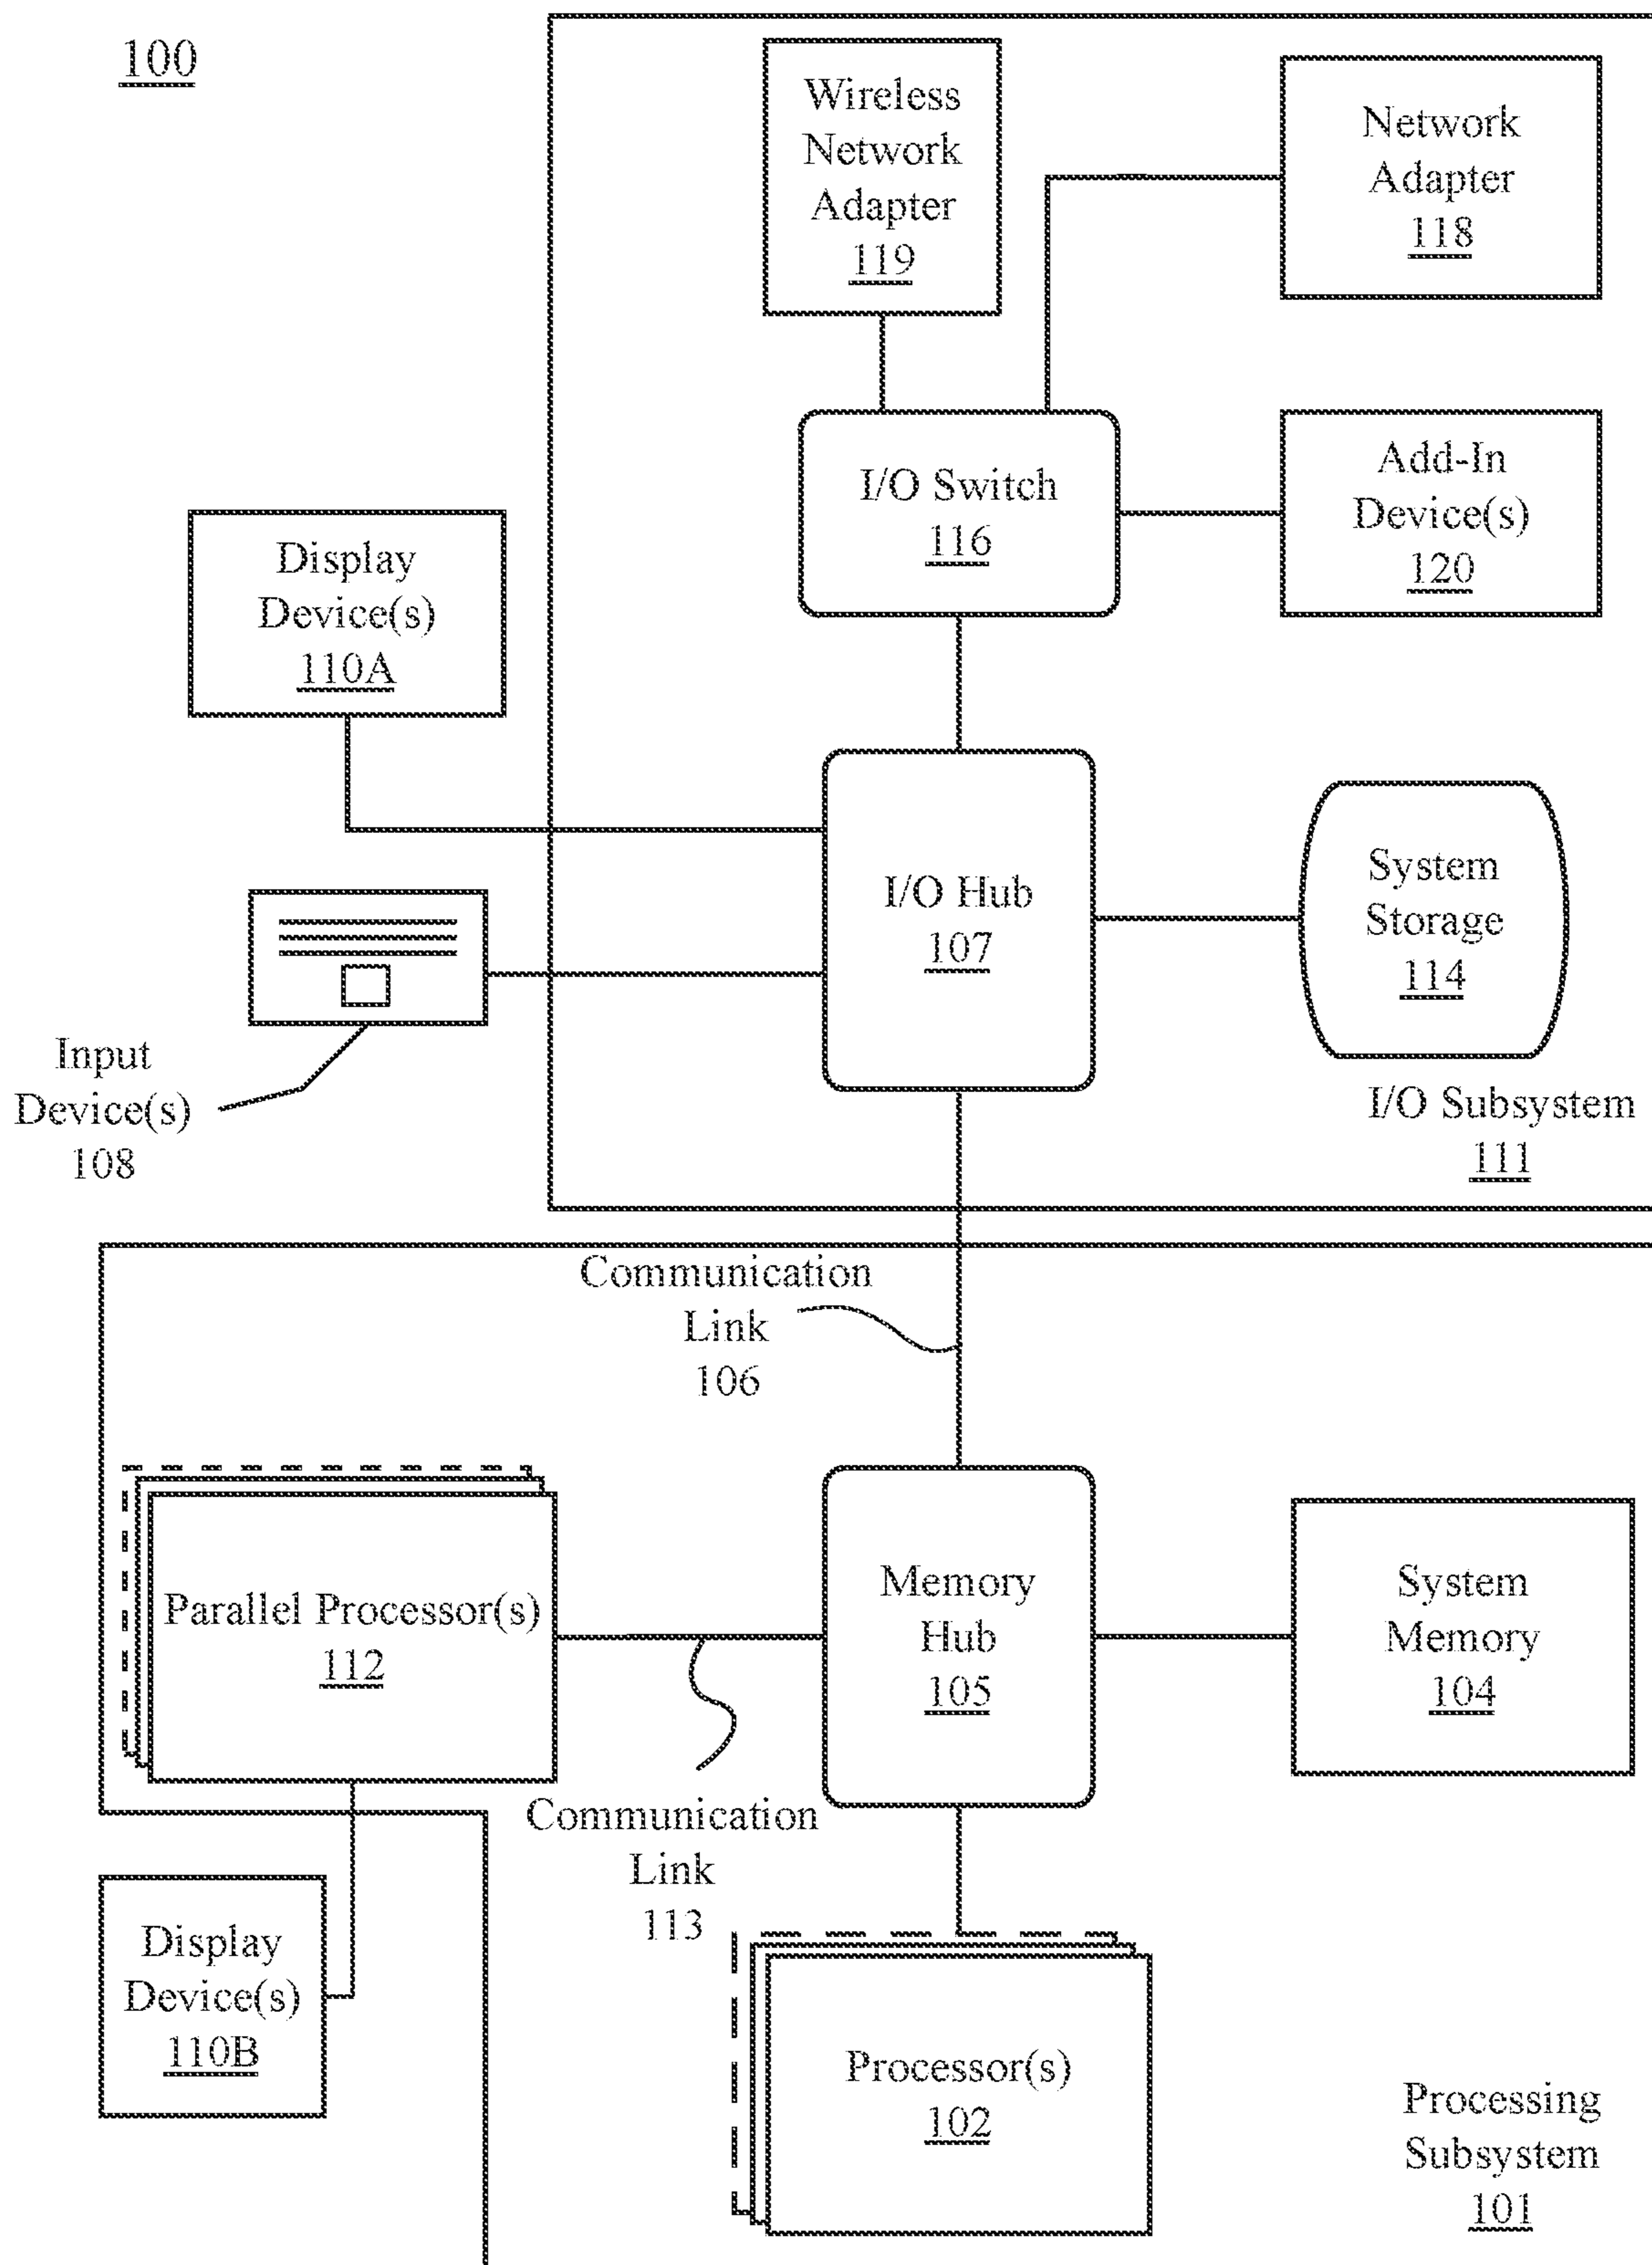 100
Wireless
Network
Adapter
119
Network
Adapter
118
I/O Switch
116
Add-In
Device(s)
120
Display
Device(s)
110A
I/O Hub
107
System
Storage
114
Input
Device(s)
108
I/O Subsystem
111
Communication
Link
106
Parallel Processor(s)
112
Memory
Hub
105
System
Memory
104
Communication
Link
113
Display
Device(s)
110B
Processor(s)
102
Processing
Subsystem
101